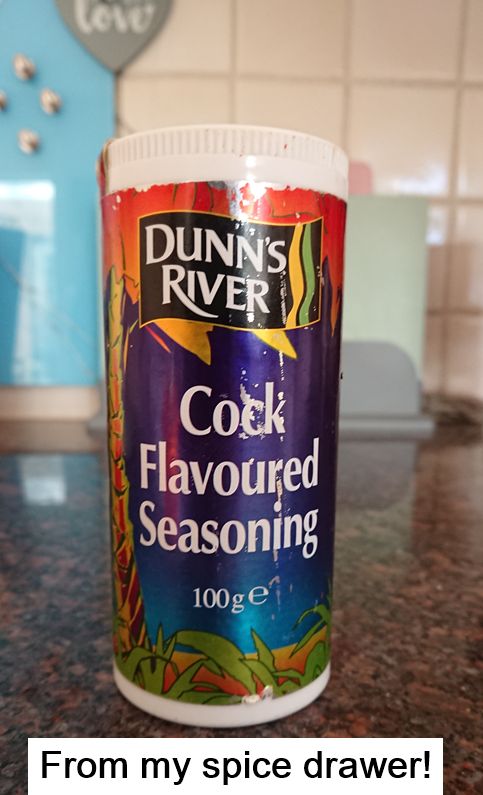 love
DUNN'S
RIVER
Cock
Flavoured
Seasoning
100g e
From my spice drawer!